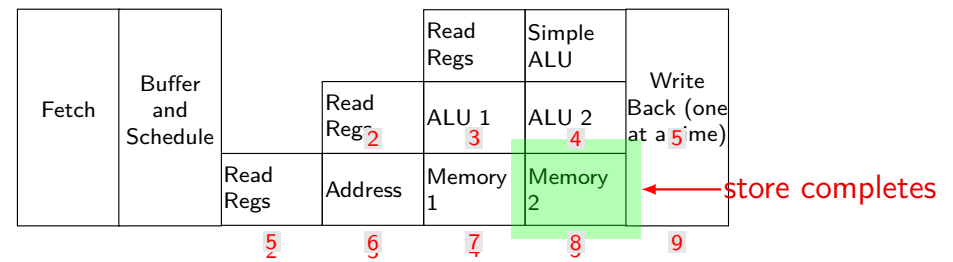 Read
Regs
Simple
ALU
Fetch
Buffer
and
Schedule
Read
Regs
2
ALU 1
3
ALU 2
4
Write
Back (one
at a time)
5
Read
Regs
Address
Memory
1
Memory
2
store completes
5
6
7
8
9